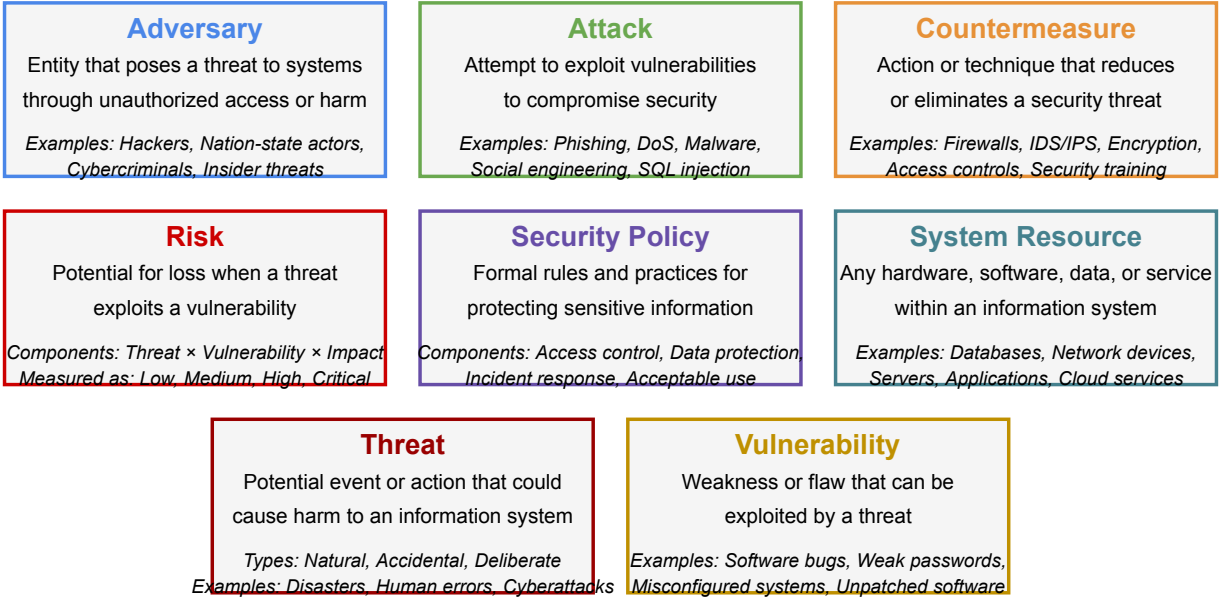 Adversary
Entity that poses a threat to systems
through unauthorized access or harm
Examples: Hackers, Nation-state actors,
Cybercriminals, Insider threats
Attack
Attempt to exploit vulnerabilities
to compromise security
Examples: Phishing, DoS, Malware,
Social engineering, SQL injection
Countermeasure
Action or technique that reduces
or eliminates a security threat
Examples: Firewalls, IDS/IPS, Encryption,
Access controls, Security training
Risk
Potential for loss when a threat
exploits a vulnerability
Components: Threat × Vulnerability × Impact
Measured as: Low, Medium, High, Critical
Security Policy
Formal rules and practices for
protecting sensitive information
Components: Access control, Data protection,
Incident response, Acceptable use
System Resource
Any hardware, software, data, or service
within an information system
Examples: Databases, Network devices,
Servers, Applications, Cloud services
Threat
Potential event or action that could
cause harm to an information system
Types: Natural, Accidental, Deliberate
Examples: Disasters, Human errors, Cyberattacks
Vulnerability
Weakness or flaw that can be
exploited by a threat
Examples: Software bugs, Weak passwords,
Misconfigured systems, Unpatched software